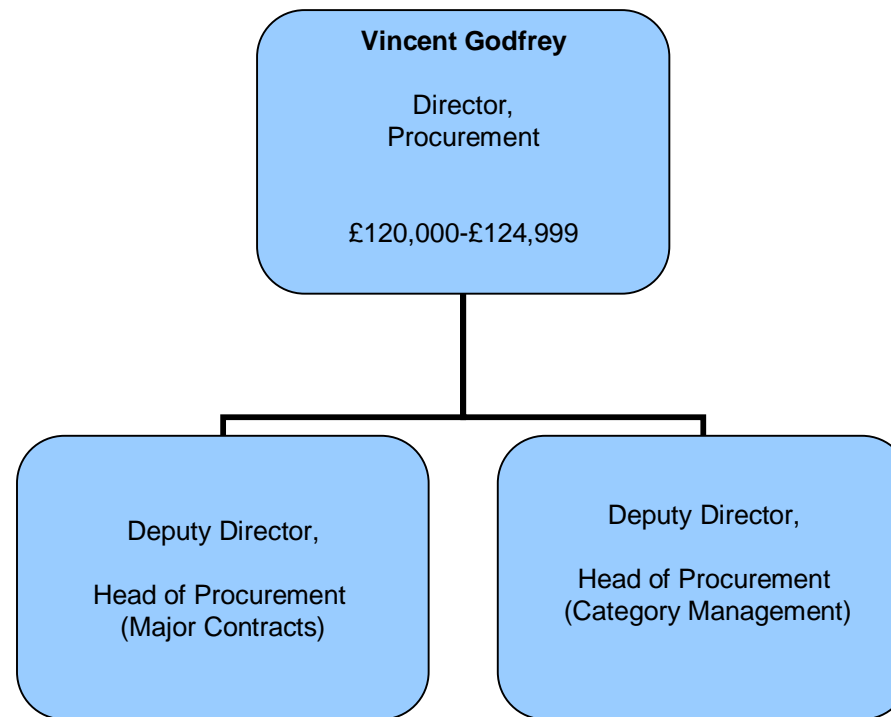 Vincent Godfrey
Director,
Procurement
£120,000-£124,999
Deputy Director,
Head of Procurement
(Major Contracts)
Deputy Director,
Head of Procurement
(Category Management)